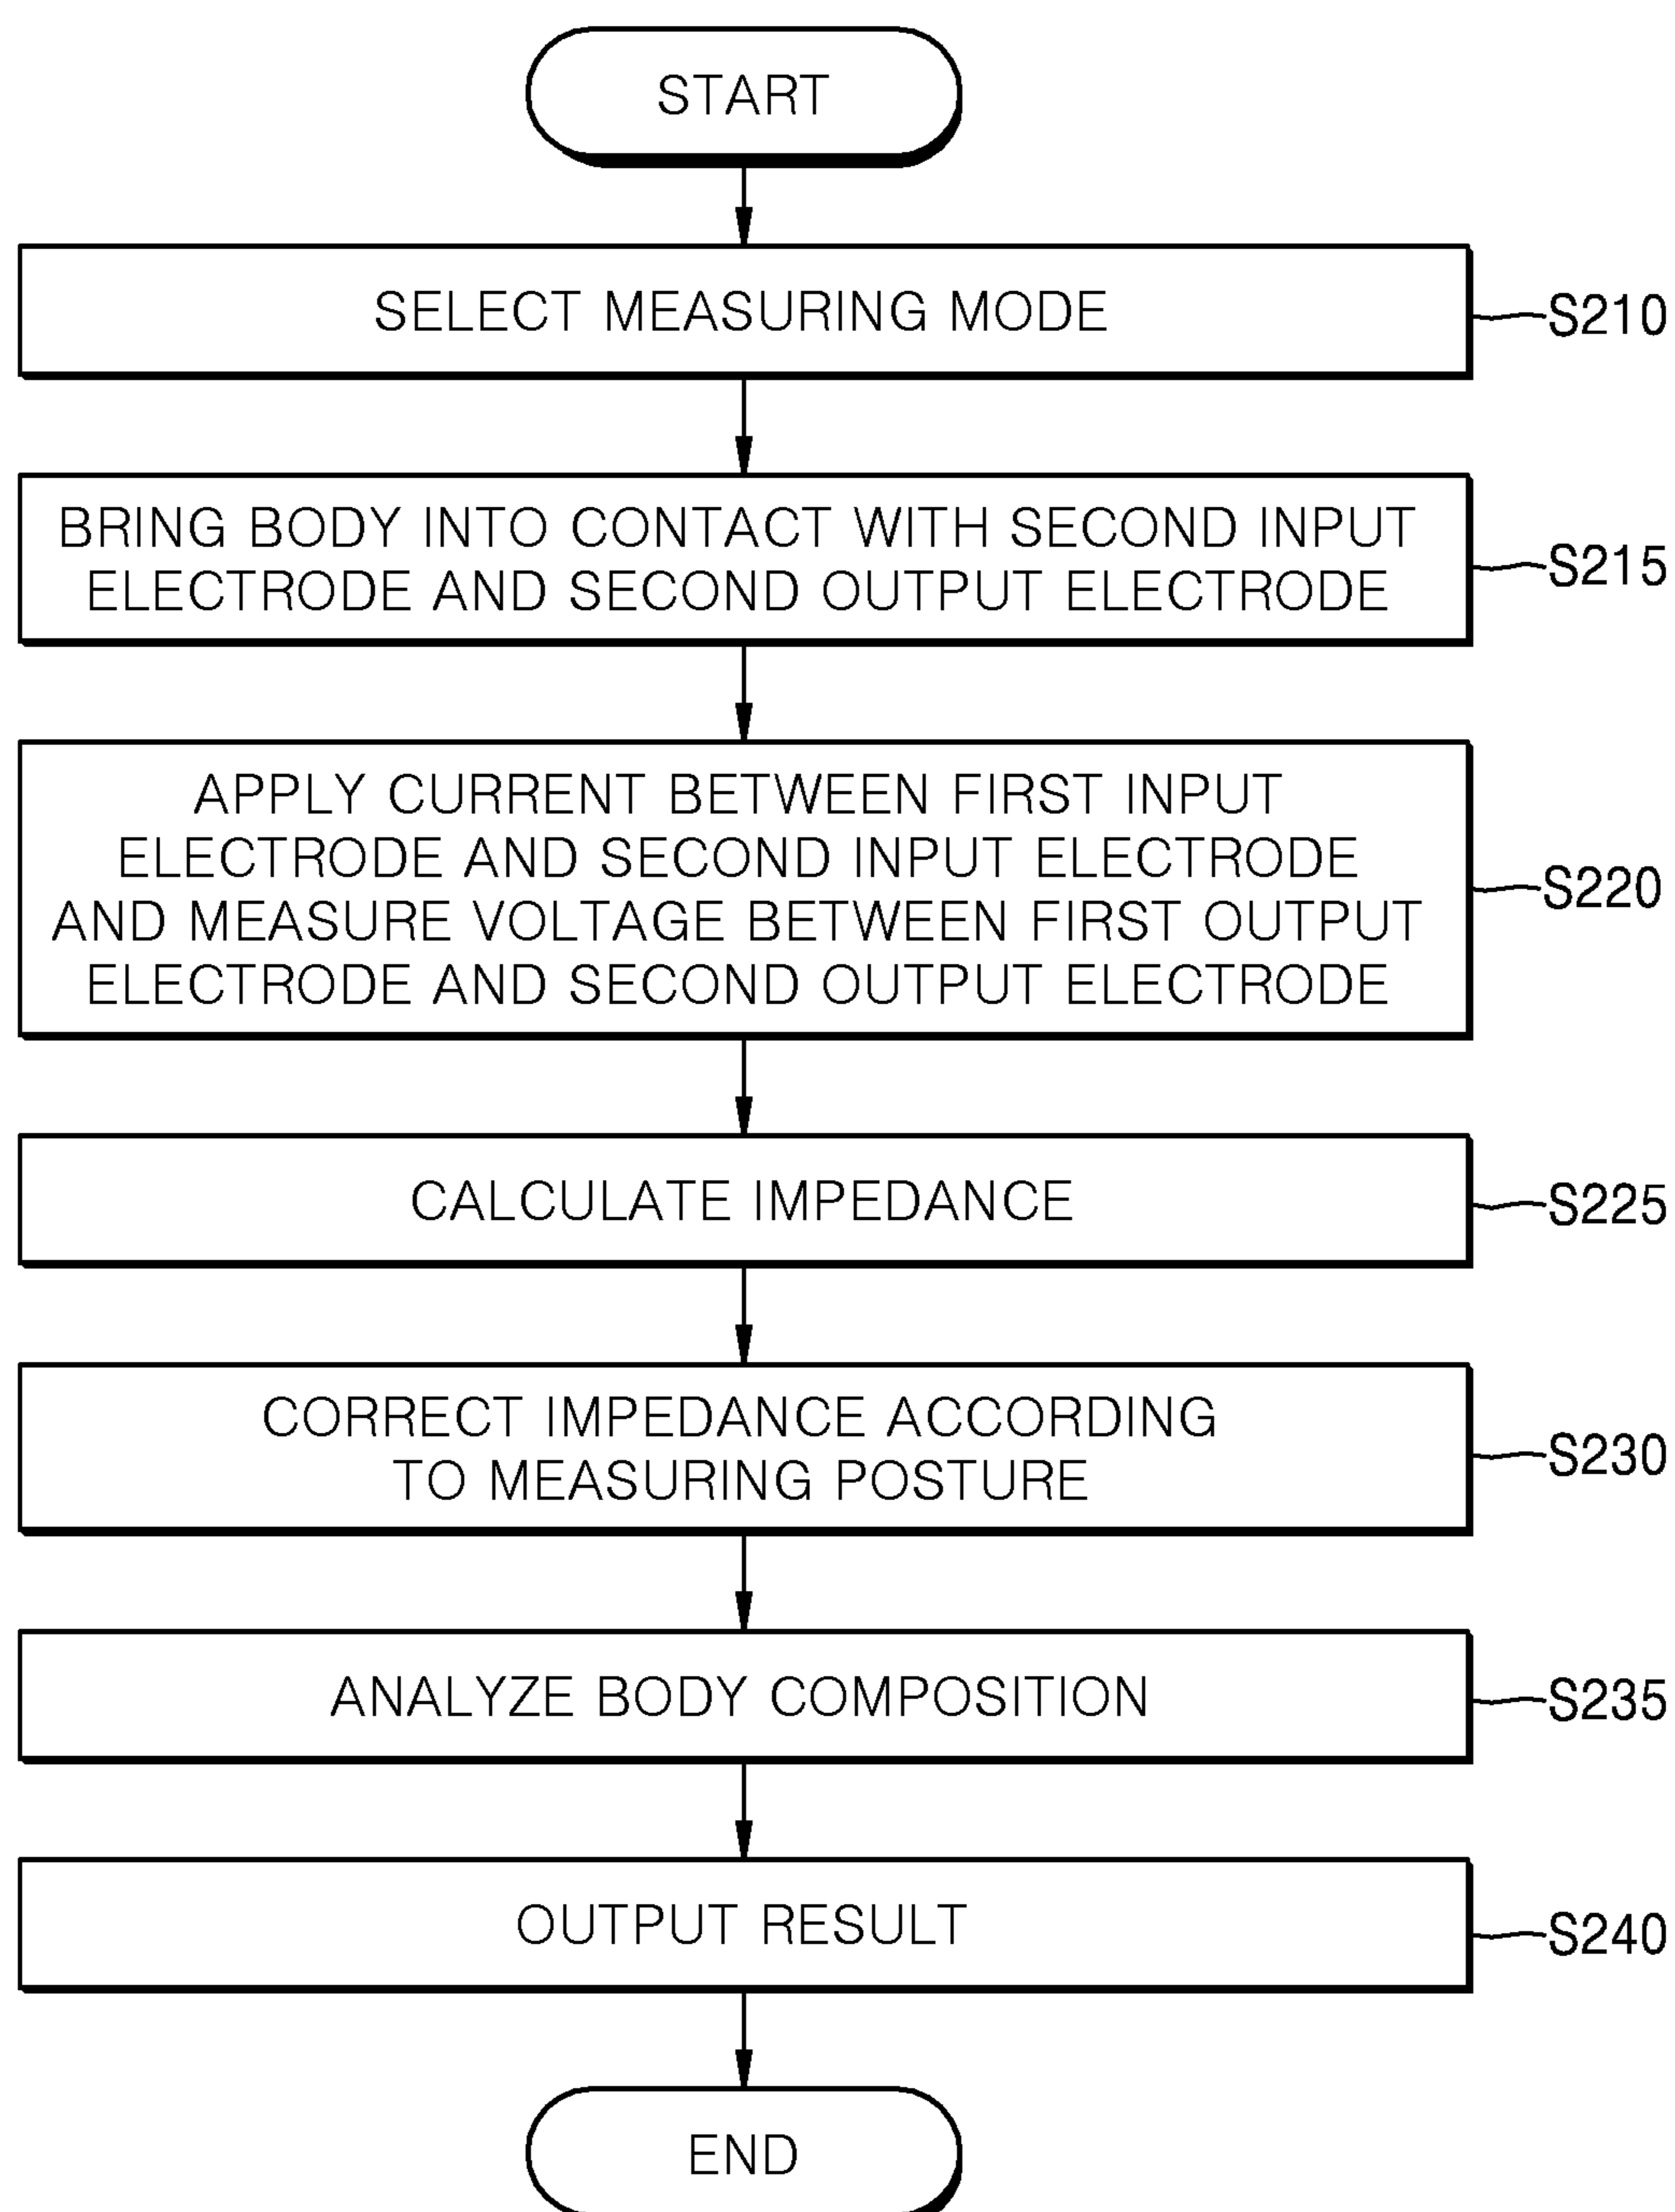 START
SELECT MEASURING MODE
S210
BRING BODY INTO CONTACT WITH SECOND INPUT
ELECTRODE AND SECOND OUTPUT ELECTRODE
S215
APPLY CURRENT BETWEEN FIRST INPUT
ELECTRODE AND SECOND INPUT ELECTRODE
AND MEASURE VOLTAGE BETWEEN FIRST OUTPUT
ELECTRODE AND SECOND OUTPUT ELECTRODE
S220
CALCULATE IMPEDANCE
S225
CORRECT IMPEDANCE ACCORDING
TO MEASURING POSTURE
S230
ANALYZE BODY COMPOSITION
S235
OUTPUT RESULT
S240
END